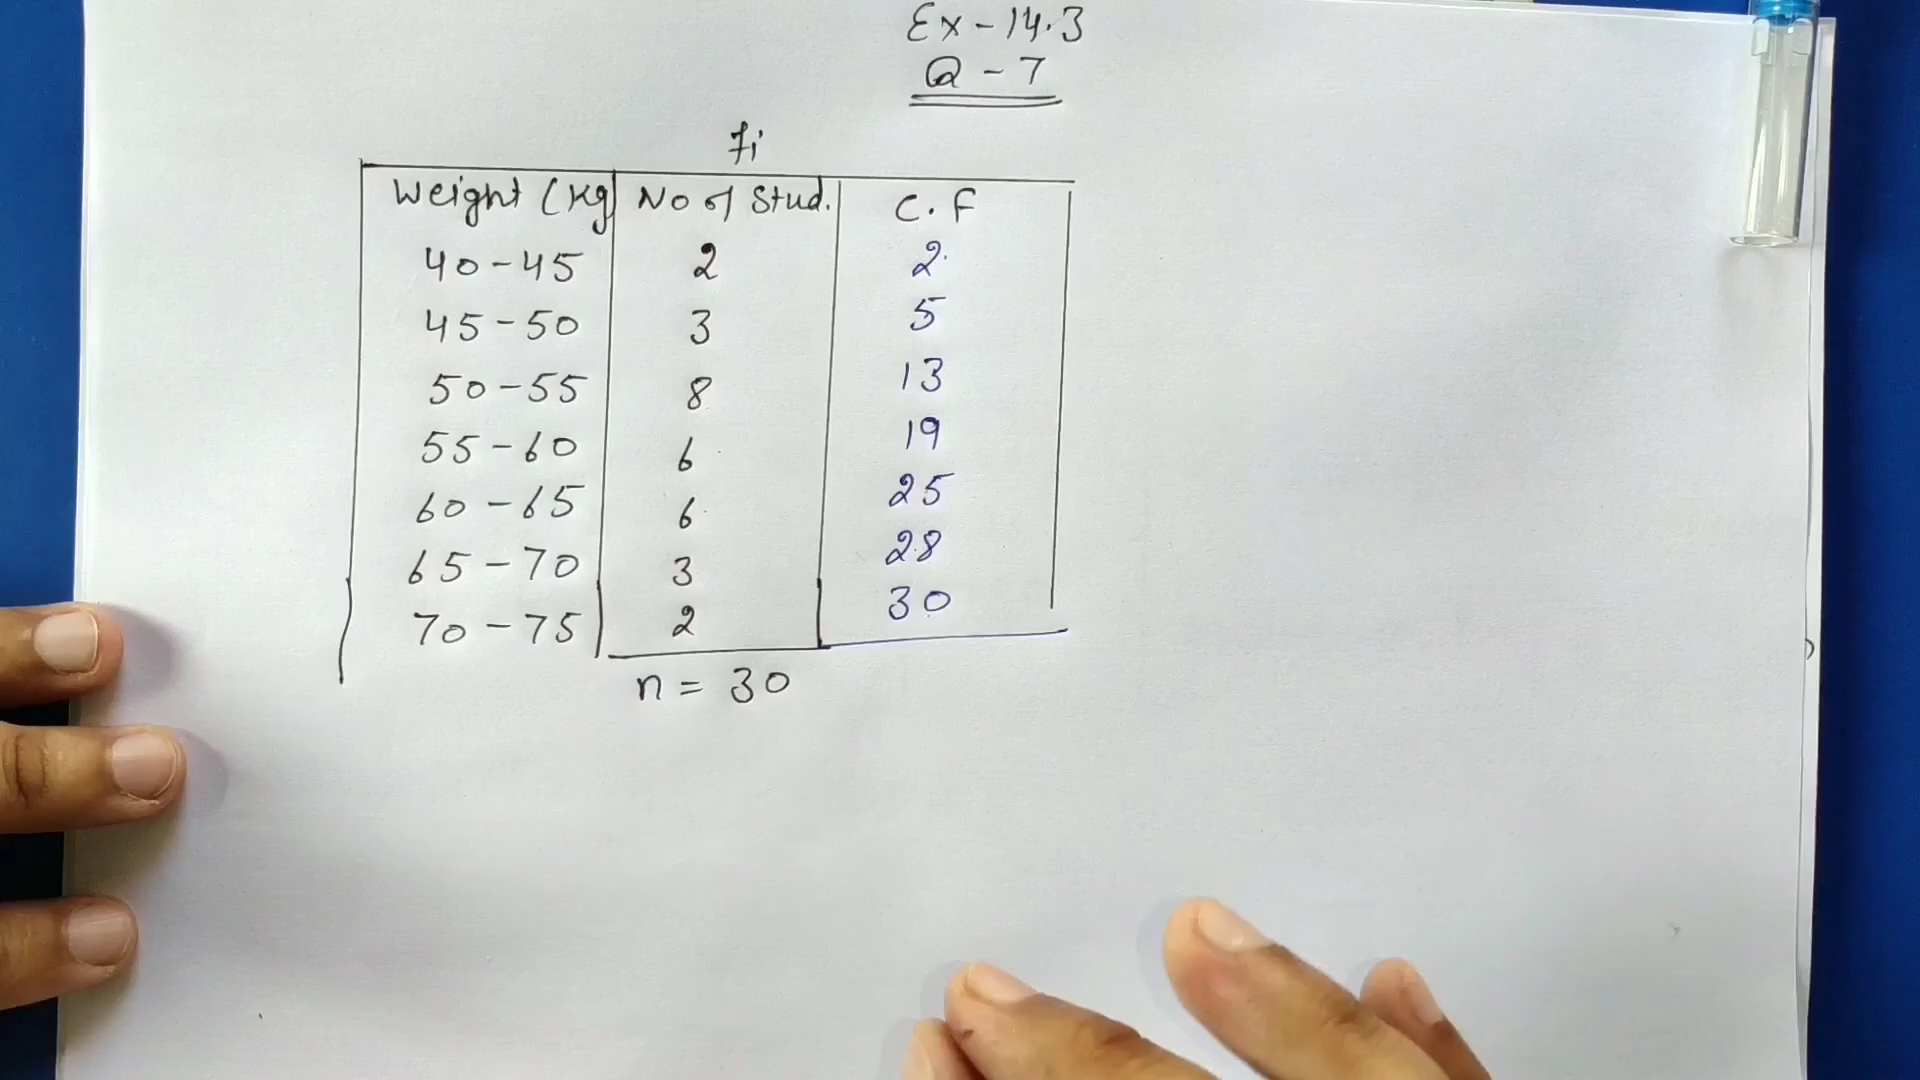 Ex - 14.3
Q - 7
fi
Weight (Kg) No of Stud. C.F
40-45 2 2
45-50 3 5
50-55 8 13
55-60 6 19
60-65 6 25
65-70 3 28
70-75 2 30
n = 30